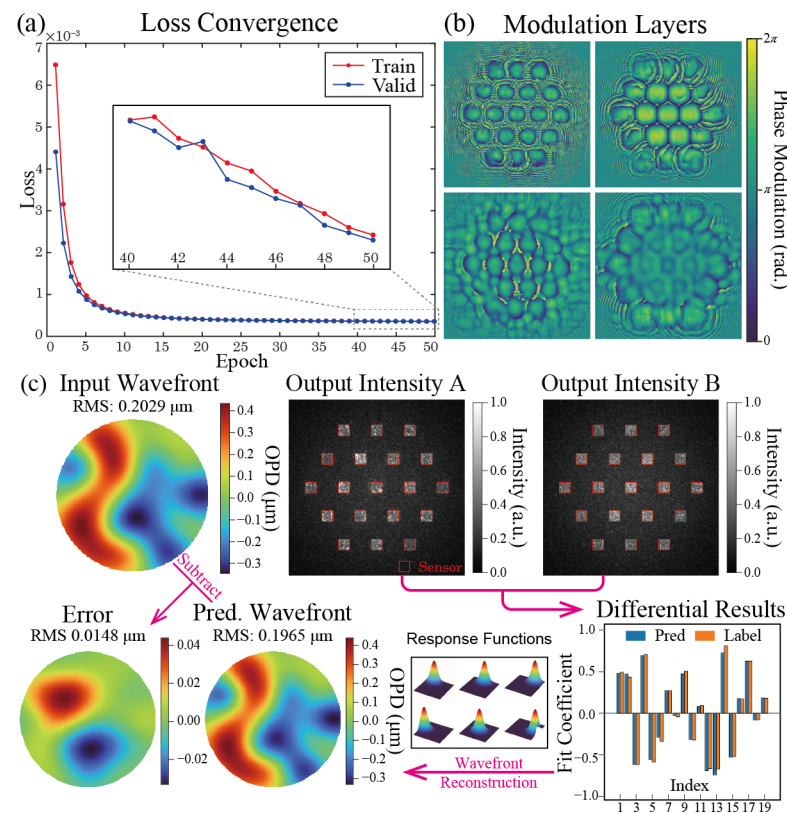 (a) Loss Convergence
×10⁻³
7
6
5
4
3
2
1
0
Loss
Train
Valid
40 42 44 46 48 50
0 5 10 15 20 25 30 35 40 45 50
Epoch
(b) Modulation Layers
2π
π
0
Phase Modulation (rad.)
(c) Input Wavefront
RMS: 0.2029 μm
0.4
0.3
0.2
0.1
0.0
−0.1
−0.2
−0.3
OPD (μm)
Output Intensity A
1.0
0.8
0.6
0.4
0.2
0.0
Intensity (a.u.)
Sensor
Output Intensity B
1.0
0.8
0.6
0.4
0.2
0.0
Intensity (a.u.)
Subtract
Error
RMS 0.0148 μm
0.04
0.02
0.00
−0.02
Pred. Wavefront
RMS: 0.1965 μm
0.4
0.3
0.2
0.1
0.0
−0.1
−0.2
−0.3
OPD (μm)
Response Functions
Wavefront
Reconstruction
Differential Results
Pred
Label
1.0
0.5
0.0
−0.5
−1.0
Fit Coefficient
Index
1 3 5 7 9 11 13 15 17 19